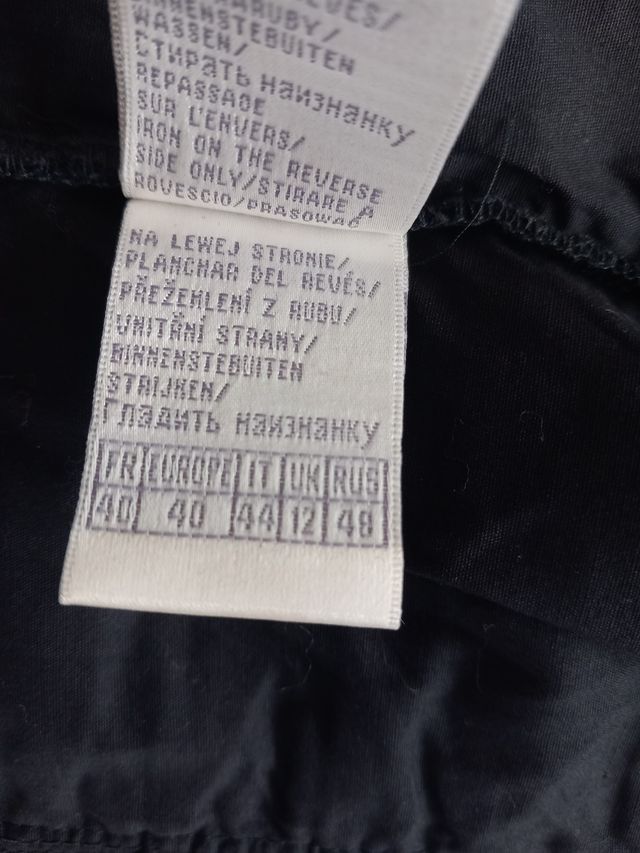 WASSEN/
СТИРАТЬ НАИЗНАНКУ
REPASSAGE
SUR L'ENVERS/
IRON ON THE REVERSE
SIDE ONLY/STIRARE A
ROVESCIO/PRASOWAĆ
NA LEWEJ STRONIE/
PLANCHAR DEL REVÉS/
PŘEŽEHLENÍ Z RUBU/
VNITŘNÍ STRANY/
BINNENSTEBUITEN
STRIJKEN/
ГЛАДИТЬ НАИЗНАНКУ
FR EUROPE IT UK RUS
40 40 44 12 48